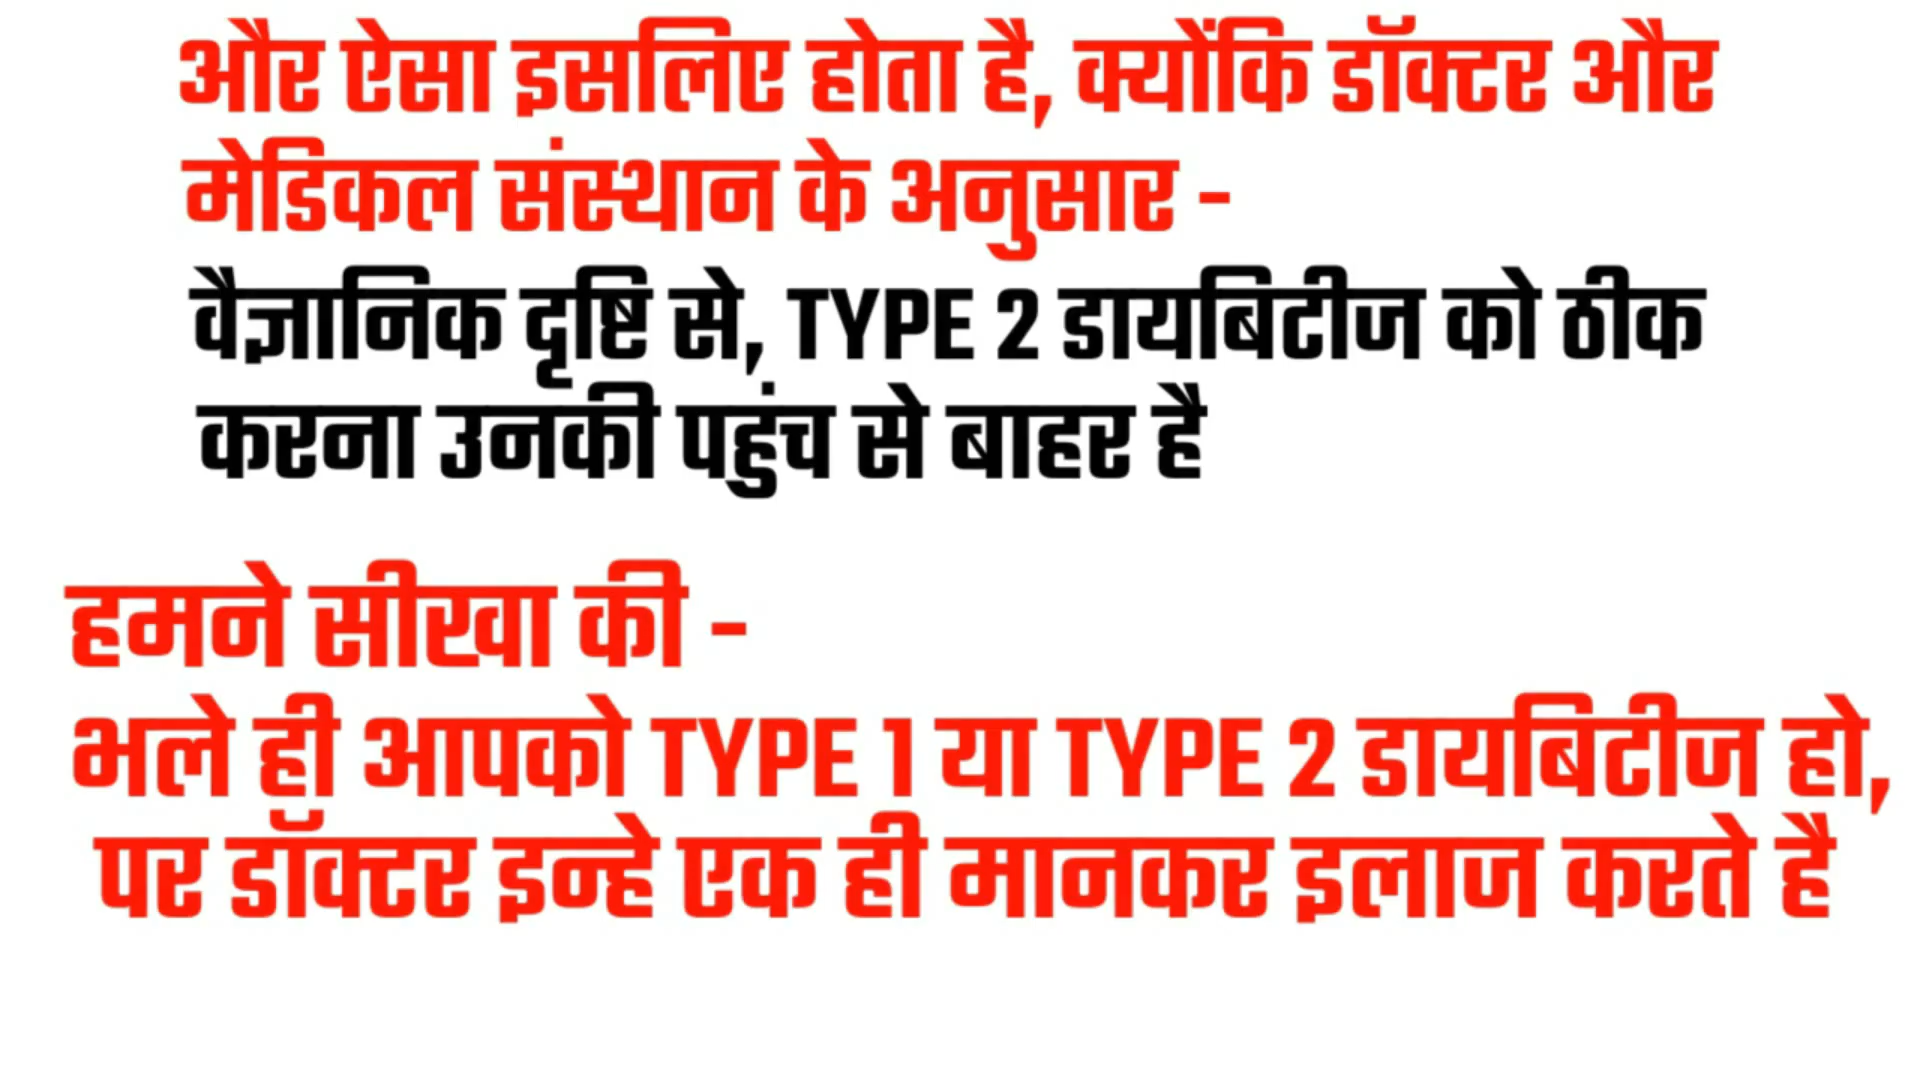 और ऐसा इसलिए होता है, क्योंकि डॉक्टर और
मेडिकल संस्थान के अनुसार -
वैज्ञानिक दृष्टि से, TYPE 2 डायबिटीज को ठीक
करना उनकी पहुंच से बाहर है
हमने सीखा की -
भले ही आपको TYPE 1 या TYPE 2 डायबिटीज हो,
पर डॉक्टर इन्हे एक ही मानकर इलाज करते है